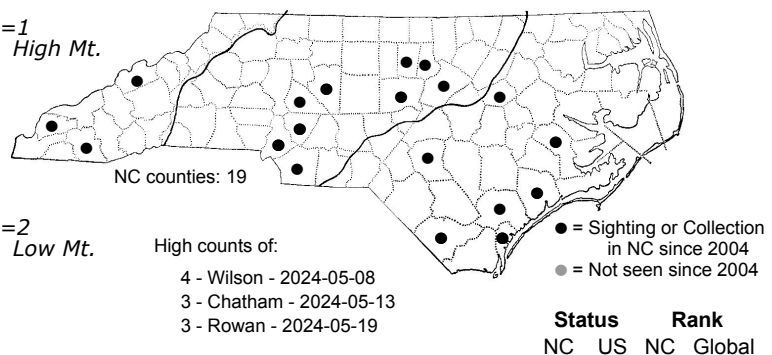 =1
High Mt.
NC counties: 19
=2
Low Mt.
High counts of:
4 - Wilson - 2024-05-08
3 - Chatham - 2024-05-13
3 - Rowan - 2024-05-19
● = Sighting or Collection
in NC since 2004
● = Not seen since 2004
Status Rank
NC US NC Global